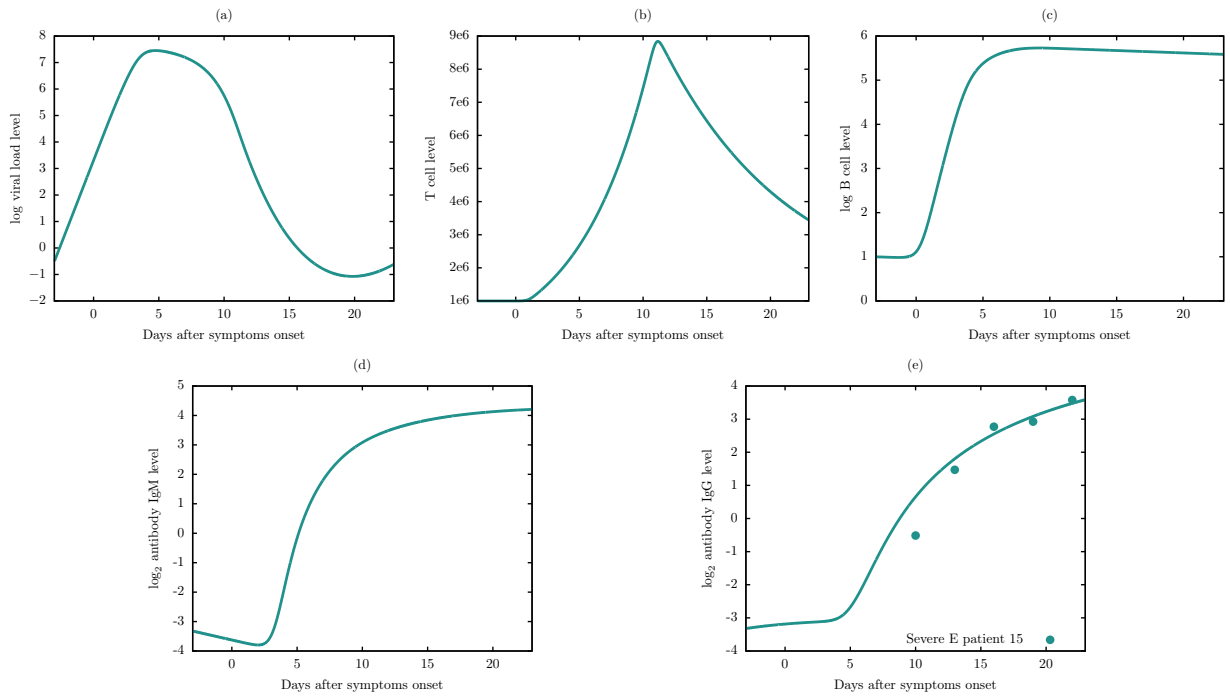 (a)
log viral load level
8
7
6
5
4
3
2
1
0
−1
−2
0 5 10 15 20
Days after symptoms onset
(b)
T cell level
9e6
8e6
7e6
6e6
5e6
4e6
3e6
2e6
1e6
0 5 10 15 20
Days after symptoms onset
(c)
log B cell level
6
5
4
3
2
1
0
0 5 10 15 20
Days after symptoms onset
(d)
log₂ antibody IgM level
5
4
3
2
1
0
-1
-2
-3
-4
0 5 10 15 20
Days after symptoms onset
(e)
log₂ antibody IgG level
4
3
2
1
0
-1
-2
-3
-4
Severe E patient 15
0 5 10 15 20
Days after symptoms onset